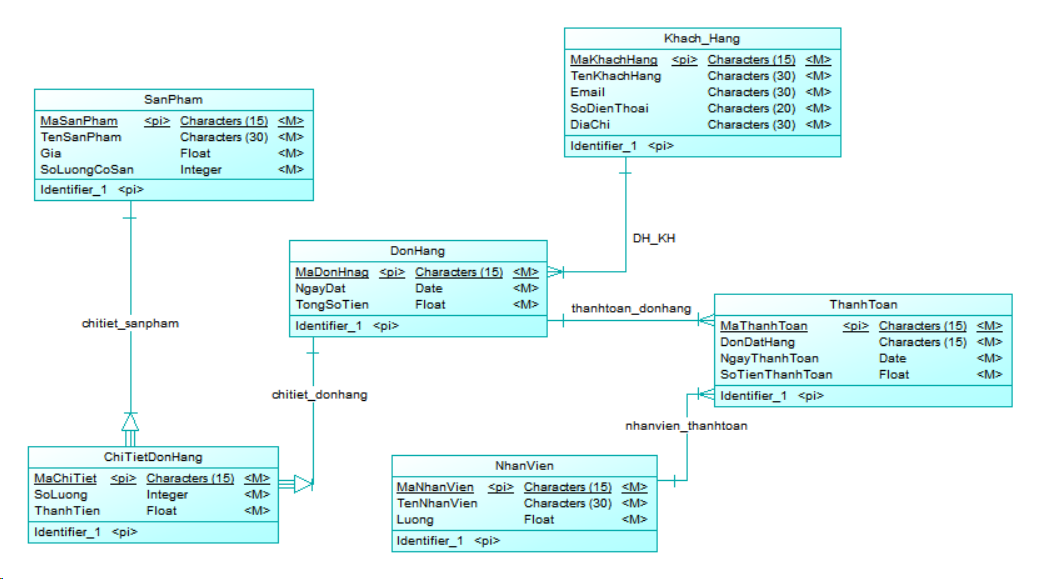 Khach_Hang
MaKhachHang <pi> Characters (15) <M>
TenKhachHang Characters (30) <M>
Email Characters (30) <M>
SoDienThoai Characters (20) <M>
DiaChi Characters (30) <M>
Identifier_1 <pi>
SanPham
MaSanPham <pi> Characters (15) <M>
TenSanPham Characters (30) <M>
Gia Float <M>
SoLuongCoSan Integer <M>
Identifier_1 <pi>
DH_KH
DonHang
MaDonHnag <pi> Characters (15) <M>
NgayDat Date <M>
TongSoTien Float <M>
Identifier_1 <pi>
thanhtoan_donhang
ThanhToan
MaThanhToan <pi> Characters (15) <M>
DonDatHang Characters (15) <M>
NgayThanhToan Date <M>
SoTienThanhToan Float <M>
Identifier_1 <pi>
chitiet_sanpham
chitiet_donhang
nhanvien_thanhtoan
ChiTietDonHang
MaChiTiet <pi> Characters (15) <M>
SoLuong Integer <M>
ThanhTien Float <M>
Identifier_1 <pi>
NhanVien
MaNhanVien <pi> Characters (15) <M>
TenNhanVien Characters (30) <M>
Luong Float <M>
Identifier_1 <pi>